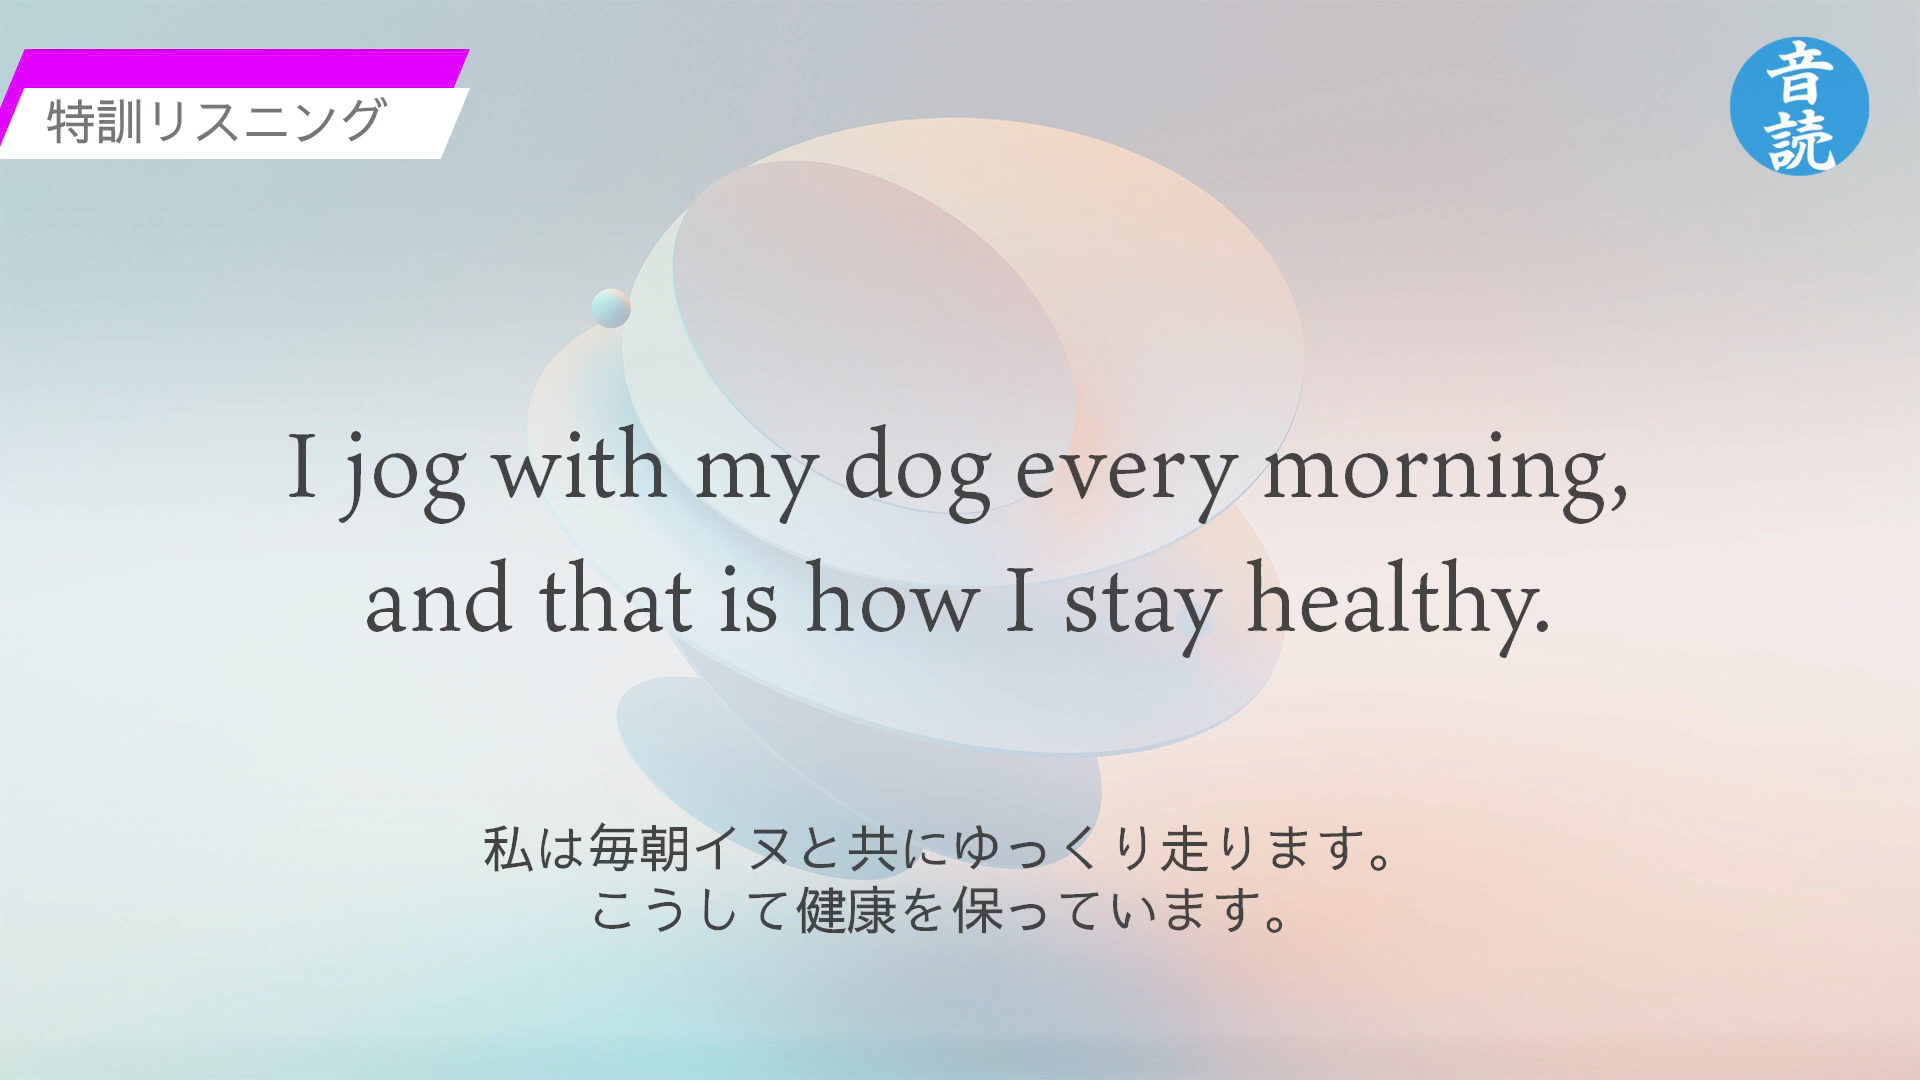 特訓リスニング
音読
I jog with my dog every morning,
and that is how I stay healthy.
私は毎朝イヌと共にゆっくり走ります。
こうして健康を保っています。